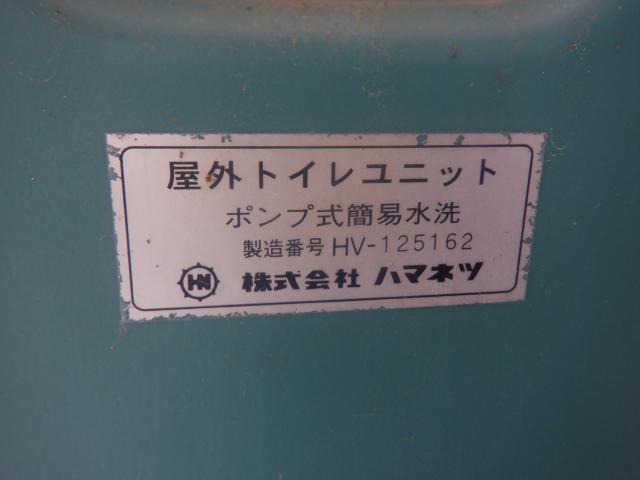 屋外トイレユニット
ポンプ式簡易水洗
製造番号 HV-125162
HN 株式会社 ハマネツ